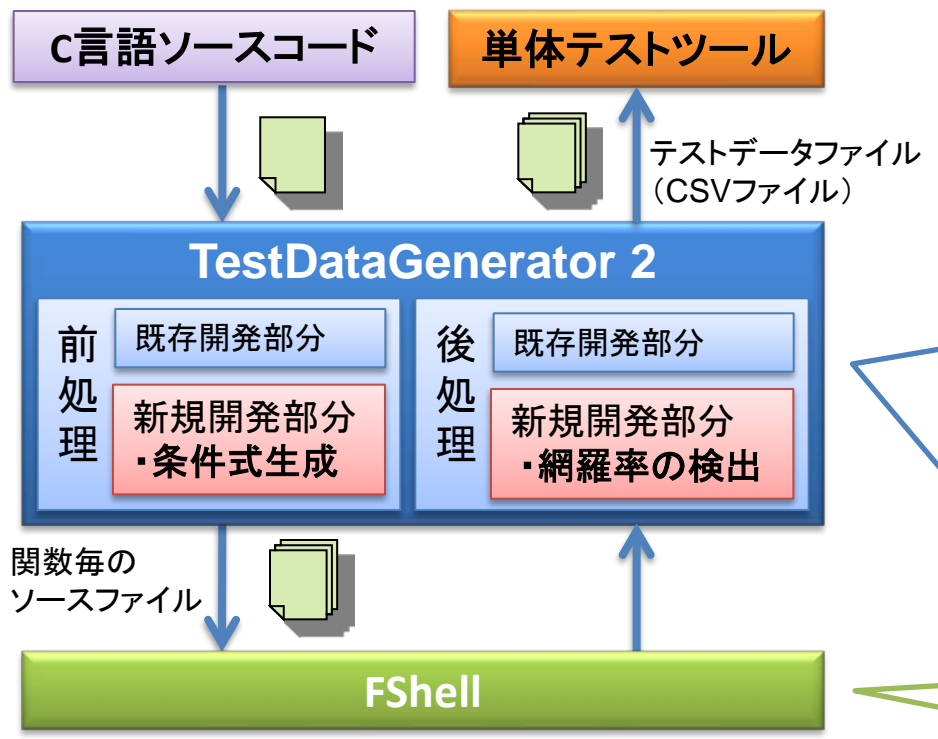 C言語ソースコード
単体テストツール
テストデータファイル
(CSVファイル)
TestDataGenerator 2
前処理
既存開発部分
新規開発部分
・条件式生成
後処理
既存開発部分
新規開発部分
・網羅率の検出
関数毎の
ソースファイル
FShell